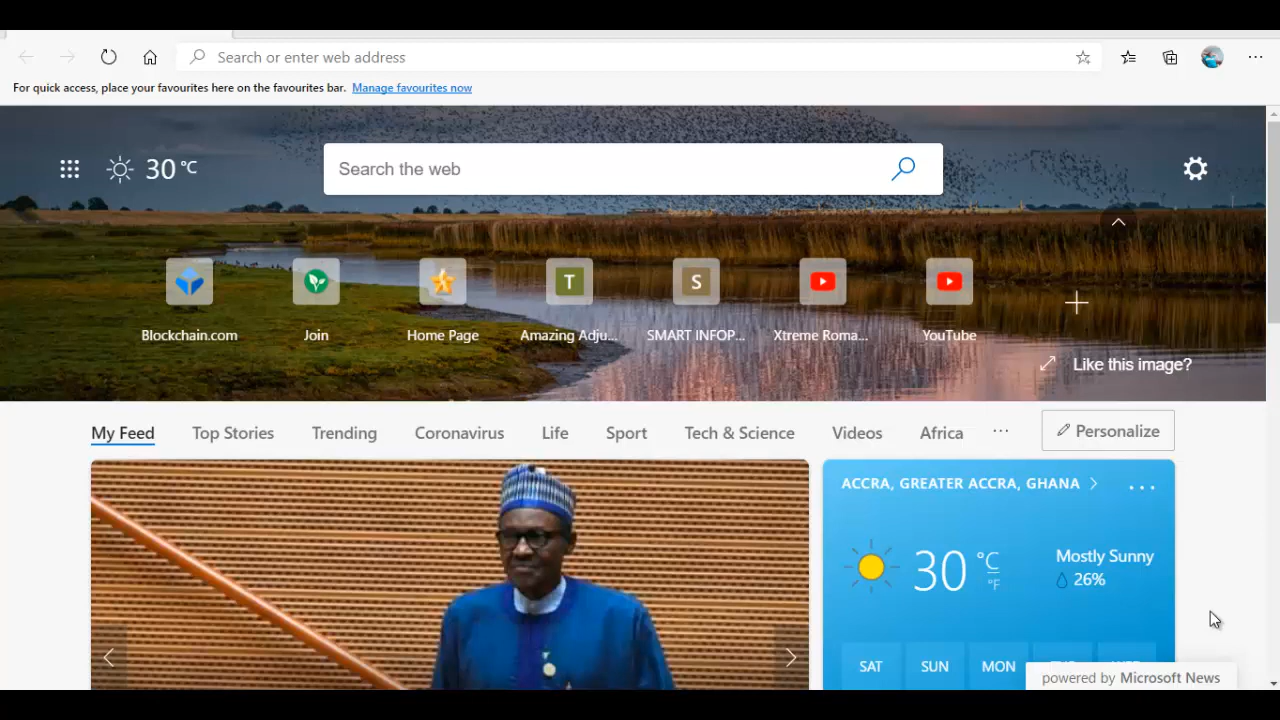 Search or enter web address
For quick access, place your favourites here on the favourites bar. Manage favourites now
30 °C
Search the web
T
S
Blockchain.com
Join
Home Page
Amazing Adju...
SMART INFOP...
Xtreme Roma...
YouTube
Like this image?
My Feed
Top Stories
Trending
Coronavirus
Life
Sport
Tech & Science
Videos
Africa
...
Personalize
ACCRA, GREATER ACCRA, GHANA
30 °C
°F
Mostly Sunny
26%
SAT
SUN
MON
powered by Microsoft News